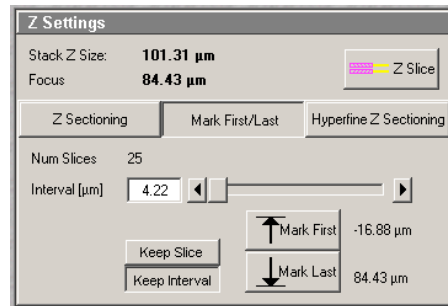 Z Settings
Stack Z Size: 101.31 µm
Focus 84.43 µm
Z Slice
Z Sectioning Mark First/Last Hyperfine Z Sectioning
Num Slices 25
Interval [µm] 4.22
Mark First -16.88 µm
Keep Slice
Mark Last 84.43 µm
Keep Interval